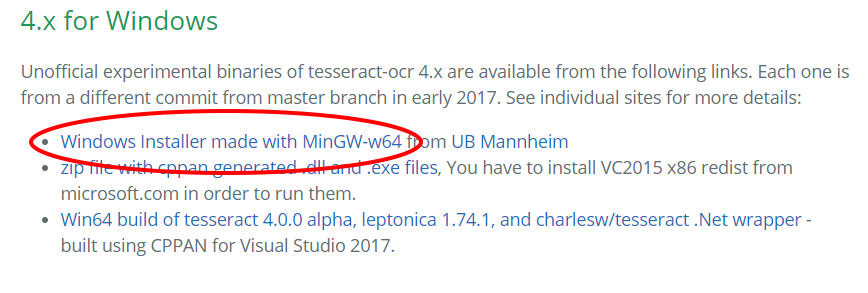 4.x for Windows
Unofficial experimental binaries of tesseract-ocr 4.x are available from the following links. Each one is
from a different commit from master branch in early 2017. See individual sites for more details:
Windows Installer made with MinGW-w64 from UB Mannheim
zip file with cppan generated .dll and .exe files, You have to install VC2015 x86 redist from
microsoft.com in order to run them.
Win64 build of tesseract 4.0.0 alpha, leptonica 1.74.1, and charlesw/tesseract .Net wrapper -
built using CPPAN for Visual Studio 2017.